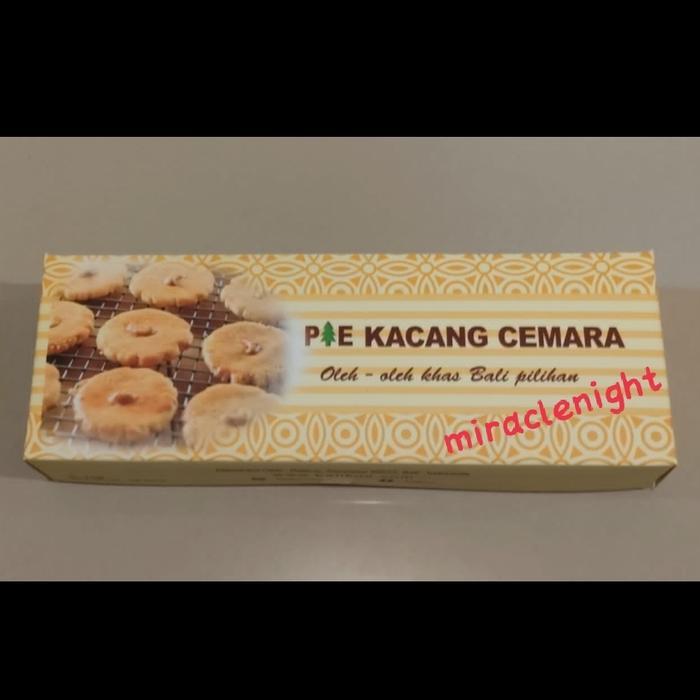 PIE KACANG CEMARA
Oleh - oleh khas Bali pilihan
miraclenight